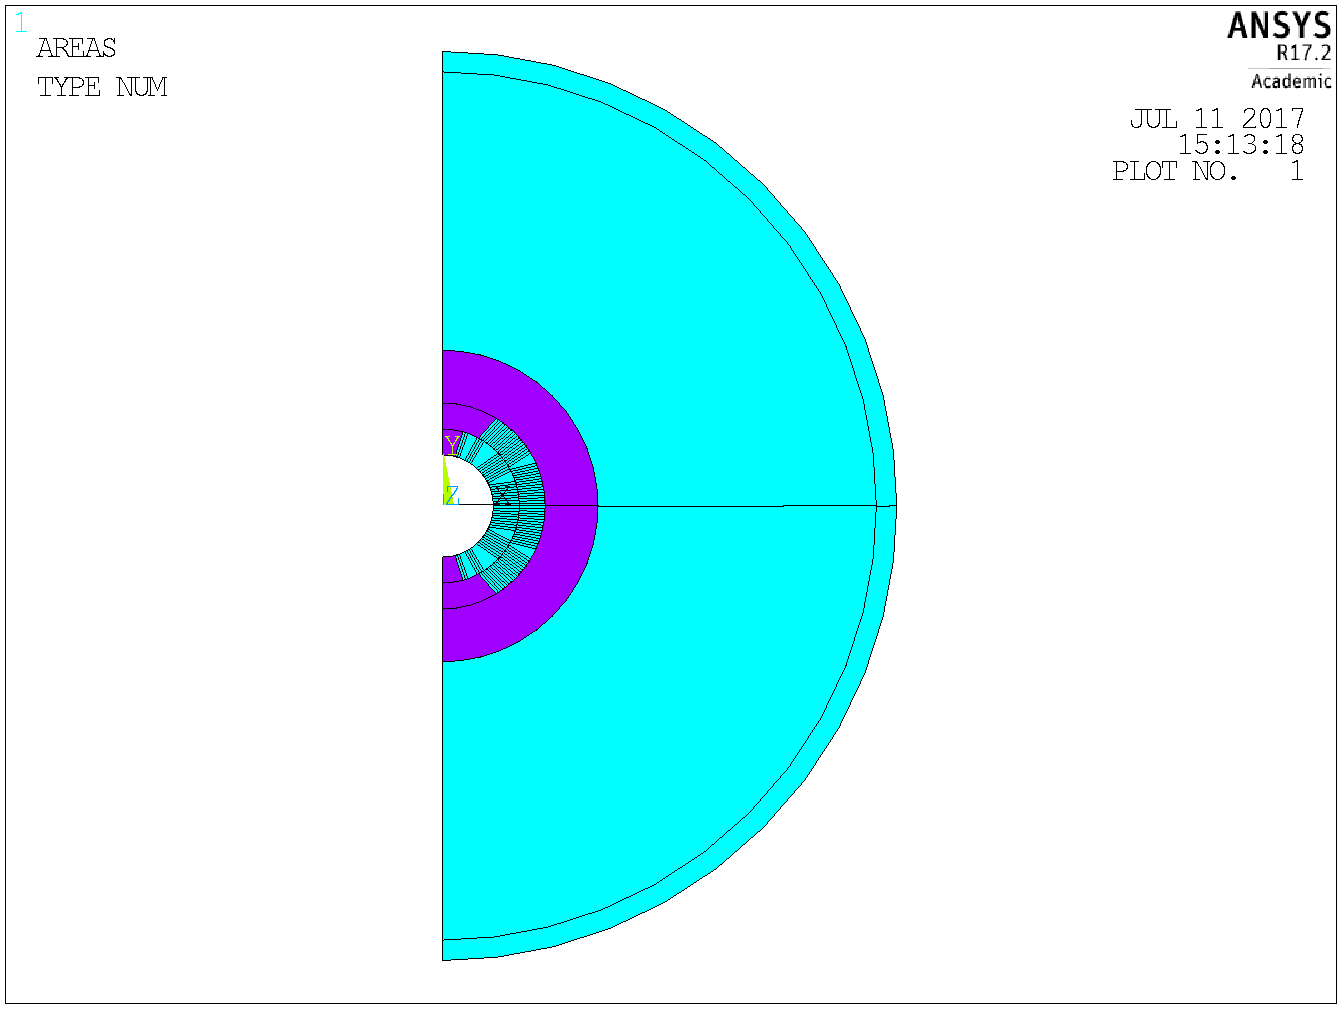 1
AREAS
TYPE NUM
ANSYS
R17.2
Academic
JUL 11 2017
15:13:18
PLOT NO. 1
Y
Z X